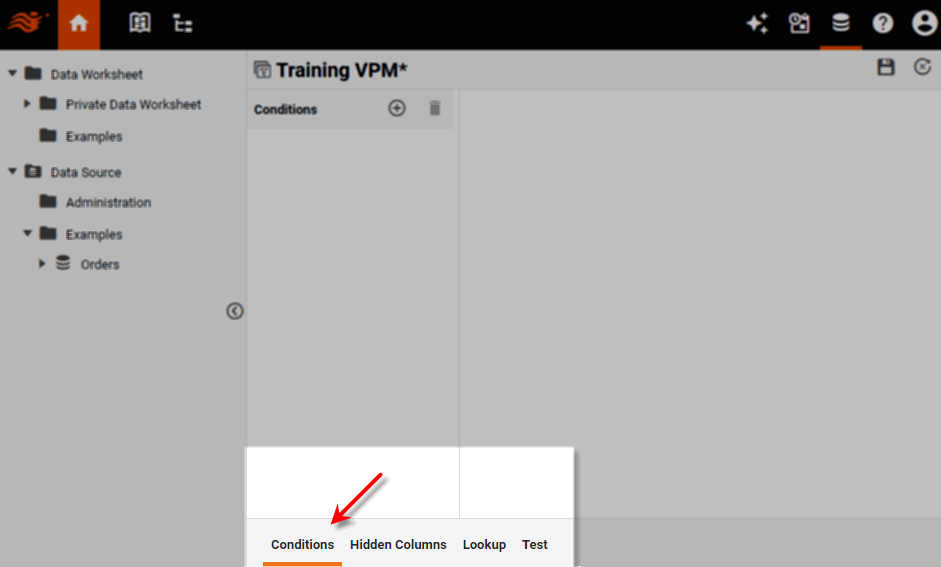 Data Worksheet
Private Data Worksheet
Examples
Data Source
Administration
Examples
Orders
Training VPM*
Conditions
Conditions Hidden Columns Lookup Test